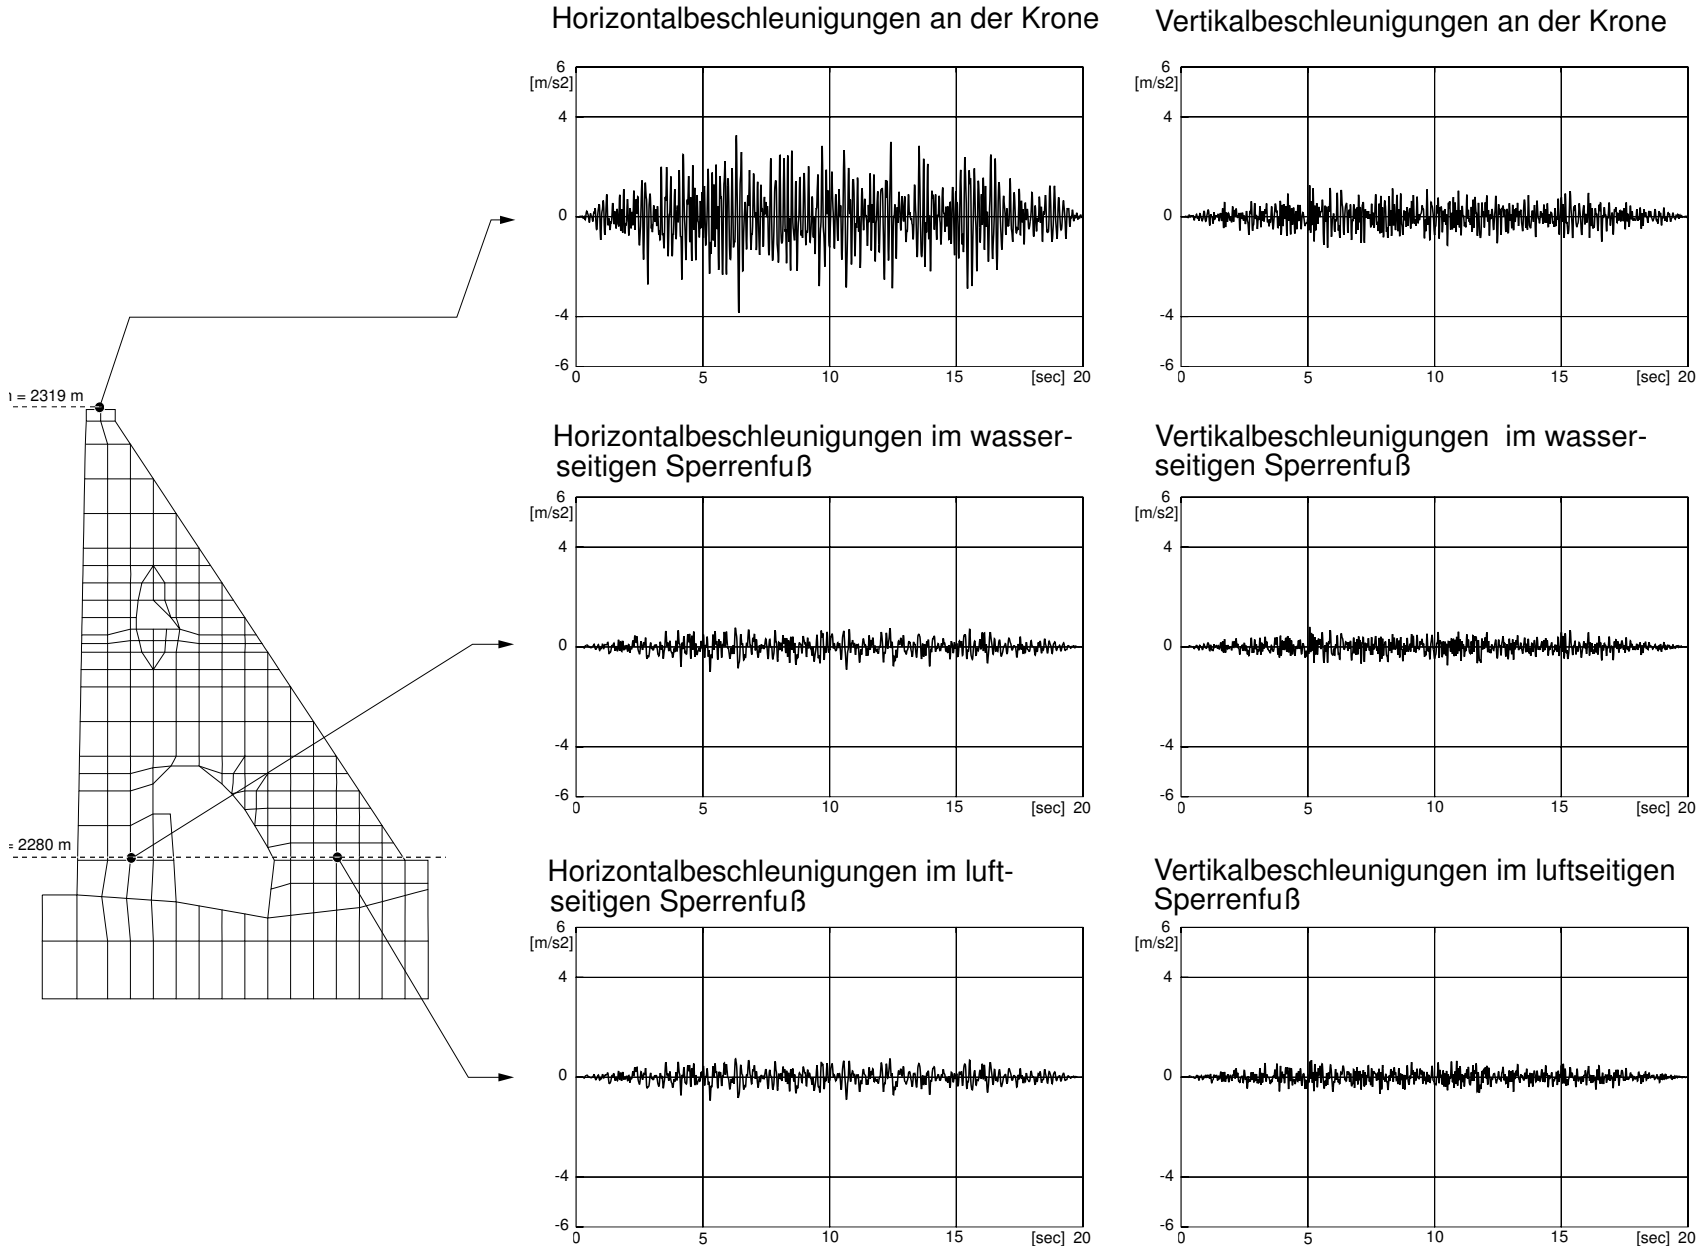 Horizontalbeschleunigungen an der Krone
Vertikalbeschleunigungen an der Krone
6
[m/s2]
4
0
-4
-6
0 5 10 15 [sec] 20
6
[m/s2]
4
0
-4
-6
0 5 10 15 [sec] 20
= 2319 m
Horizontalbeschleunigungen im wasser-
seitigen Sperrenfuß
Vertikalbeschleunigungen im wasser-
seitigen Sperrenfuß
6
[m/s2]
4
0
-4
-6
0 5 10 15 [sec] 20
6
[m/s2]
4
0
-4
-6
0 5 10 15 [sec] 20
= 2280 m
Horizontalbeschleunigungen im luft-
seitigen Sperrenfuß
Vertikalbeschleunigungen im luftseitigen
Sperrenfuß
6
[m/s2]
4
0
-4
-6
0 5 10 15 [sec] 20
6
[m/s2]
4
0
-4
-6
0 5 10 15 [sec] 20